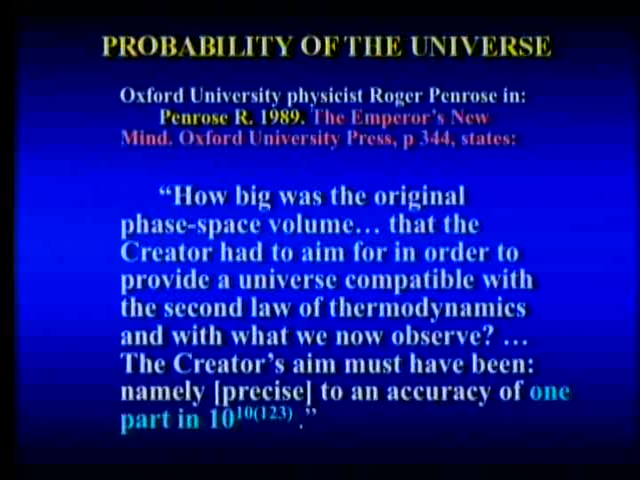 PROBABILITY OF THE UNIVERSE
Oxford University physicist Roger Penrose in:
Penrose R. 1989. The Emperor's New
Mind. Oxford University Press, p 344, states:
“How big was the original
phase-space volume… that the
Creator had to aim for in order to
provide a universe compatible with
the second law of thermodynamics
and with what we now observe? …
The Creator's aim must have been:
namely [precise] to an accuracy of one
part in 10^10(123) .”